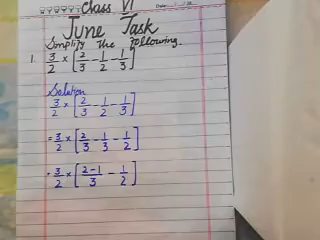 Class VI
June Task
Simplify the following.
1. 3/2 × [2/3 - 1/2 - 1/3]
Solution
3/2 × [2/3 - 1/2 - 1/3]
= 3/2 × [2/3 - 1/3 - 1/2]
= 3/2 × [2-1/3 - 1/2]